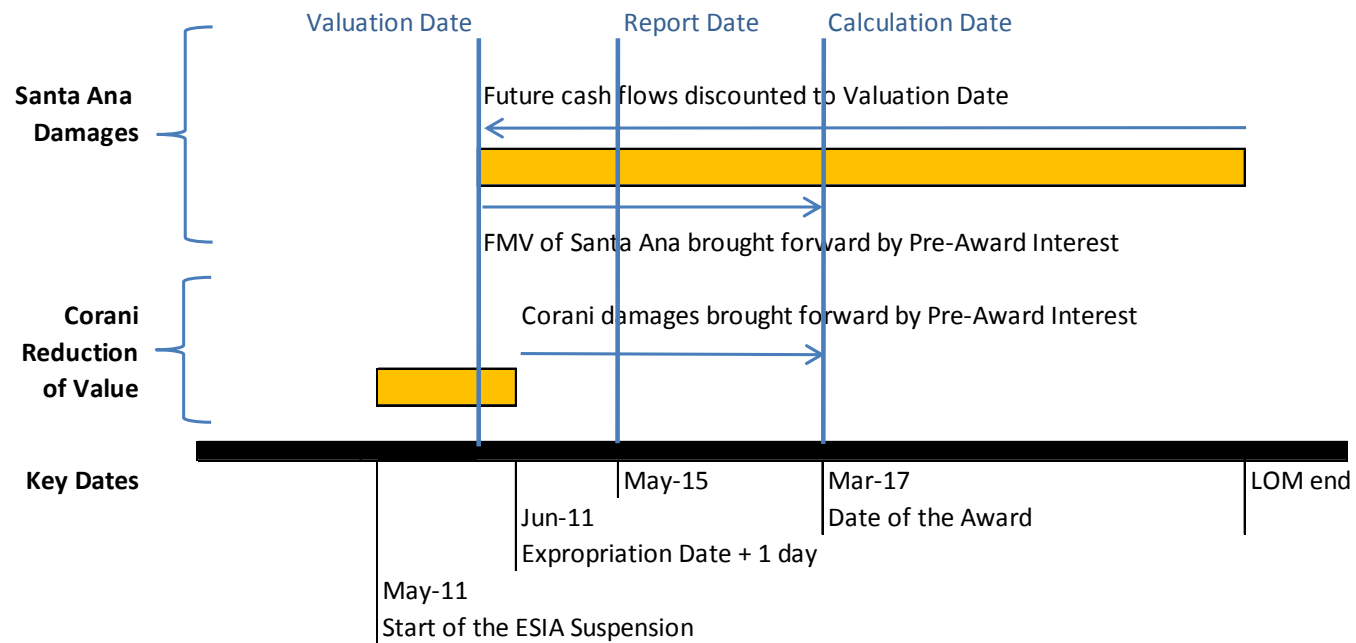 Valuation Date
Report Date
Calculation Date
Santa Ana
Damages
Future cash flows discounted to Valuation Date
FMV of Santa Ana brought forward by Pre-Award Interest
Corani
Reduction
of Value
Corani damages brought forward by Pre-Award Interest
Key Dates
May-15
Mar-17
LOM end
Jun-11
Date of the Award
Expropriation Date + 1 day
May-11
Start of the ESIA Suspension